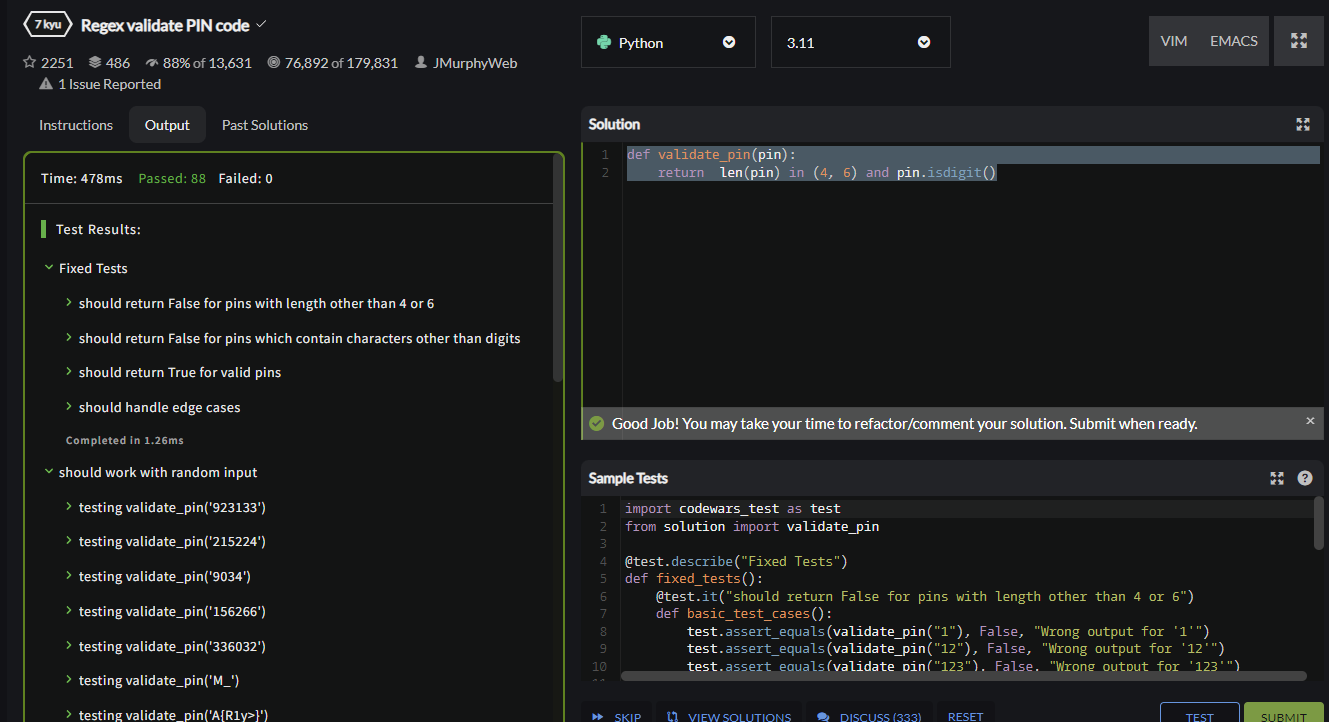 7 kyu Regex validate PIN code
2251 486 88% of 13,631 76,892 of 179,831 JMurphyWeb
1 Issue Reported
Instructions Output Past Solutions
Time: 478ms Passed: 88 Failed: 0
Test Results:
Fixed Tests
should return False for pins with length other than 4 or 6
should return False for pins which contain characters other than digits
should return True for valid pins
should handle edge cases
Completed in 1.26ms
should work with random input
testing validate_pin('923133')
testing validate_pin('215224')
testing validate_pin('9034')
testing validate_pin('156266')
testing validate_pin('336032')
testing validate_pin('M_')
testing validate_pin('A{R1y>}')
Python 3.11 VIM EMACS
Solution
1 def validate_pin(pin):
2     return  len(pin) in (4, 6) and pin.isdigit()
Good Job! You may take your time to refactor/comment your solution. Submit when ready. ×
Sample Tests ?
1 import codewars_test as test
2 from solution import validate_pin
3
4 @test.describe("Fixed Tests")
5 def fixed_tests():
6     @test.it("should return False for pins with length other than 4 or 6")
7     def basic_test_cases():
8         test.assert_equals(validate_pin("1"), False, "Wrong output for '1'")
9         test.assert_equals(validate_pin("12"), False, "Wrong output for '12'")
10         test.assert_equals(validate_pin("123"), False, "Wrong output for '123'")
SKIP VIEW SOLUTIONS DISCUSS (333) RESET TEST SUBMIT